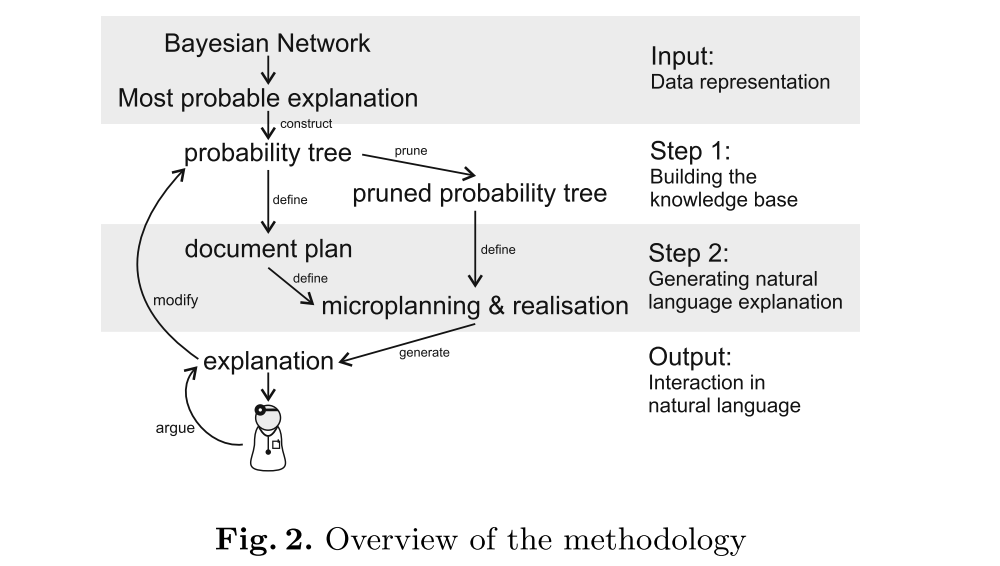 Bayesian Network
Input:
Data representation
Most probable explanation
construct
probability tree
prune
Step 1:
Building the
knowledge base
pruned probability tree
define
document plan
define
define
Step 2:
Generating natural
language explanation
microplanning & realisation
modify
explanation
generate
Output:
Interaction in
natural language
argue
Fig. 2. Overview of the methodology